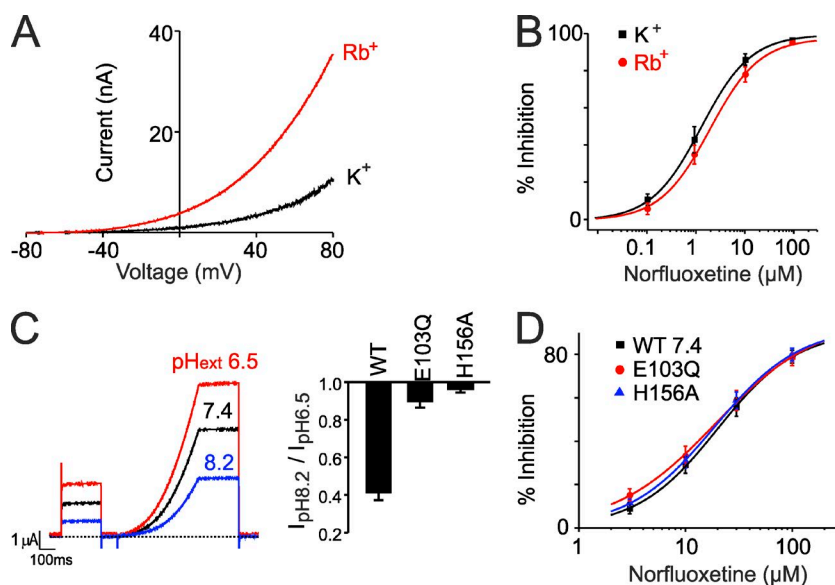 A
40
20
Current (nA)
Rb+
K+
-80
-40
0
40
80
Voltage (mV)
B
100
0
% Inhibition
K+
Rb+
0.1
1
10
100
Norfluoxetine (µM)
C
pHext 6.5
7.4
8.2
1 µA
100ms
WT
E103Q
H156A
1.0
0.8
0.6
0.4
IpH8.2 / IpH6.5
D
80
40
0
% Inhibition
WT 7.4
E103Q
H156A
1
10
100
Norfluoxetine (µM)